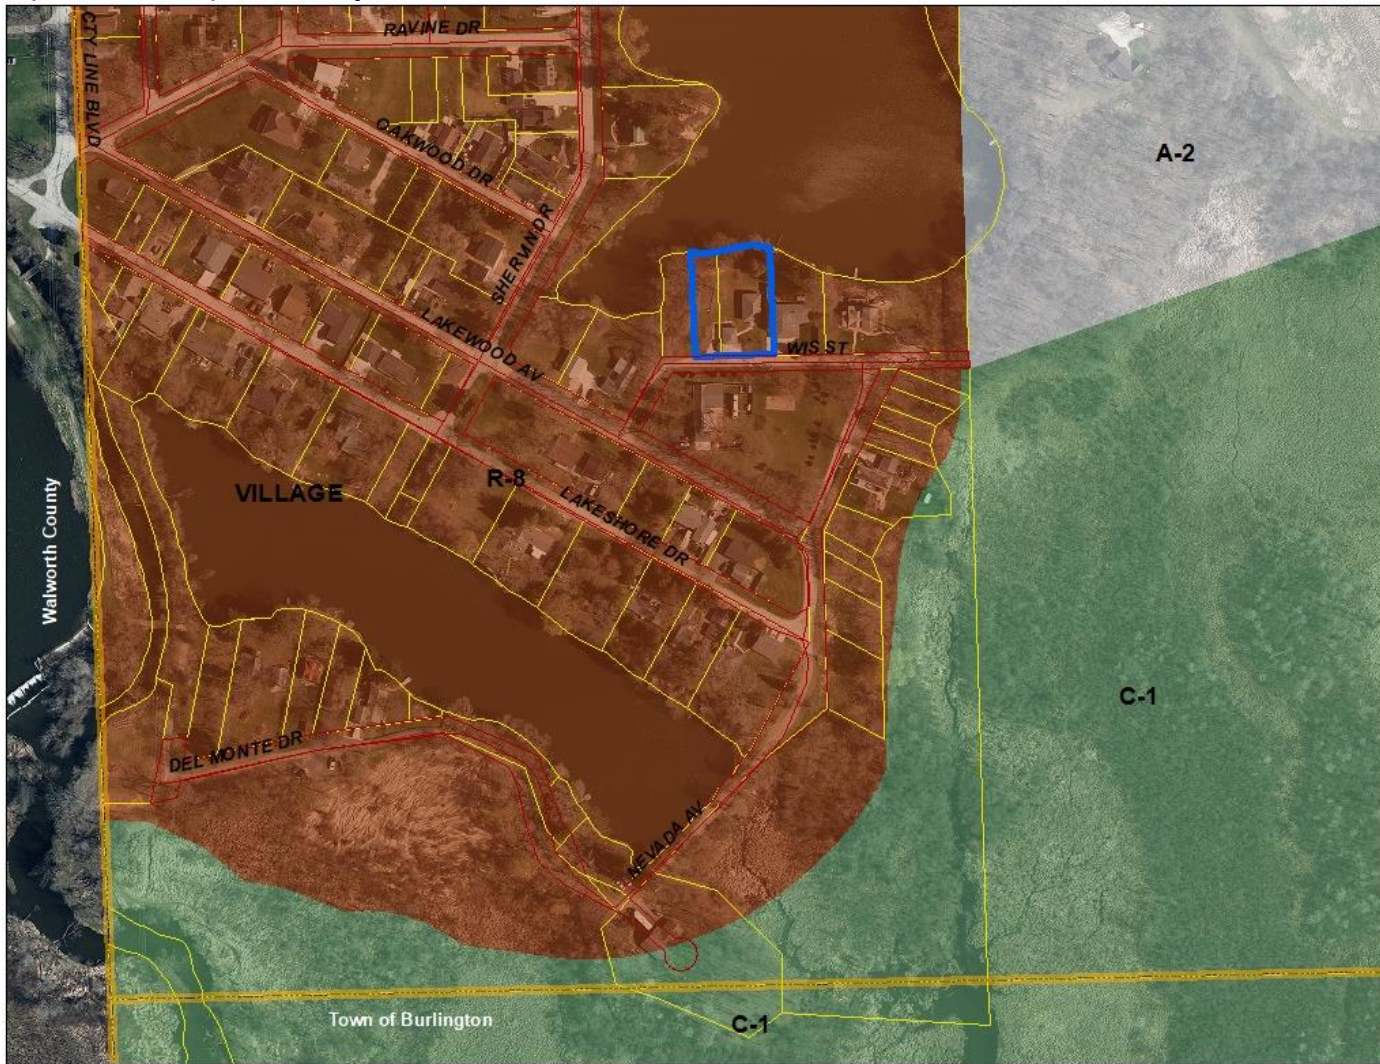 RAVINE DR
CTY LINE BLVD
OAKWOOD DR
A-2
SHERVIN DR
LAKEWOOD AV
WIS ST
R-8
VILLAGE
LAKESHORE DR
Walworth County
C-1
DEL MONTE DR
NEVADA AV
Town of Burlington
C-1